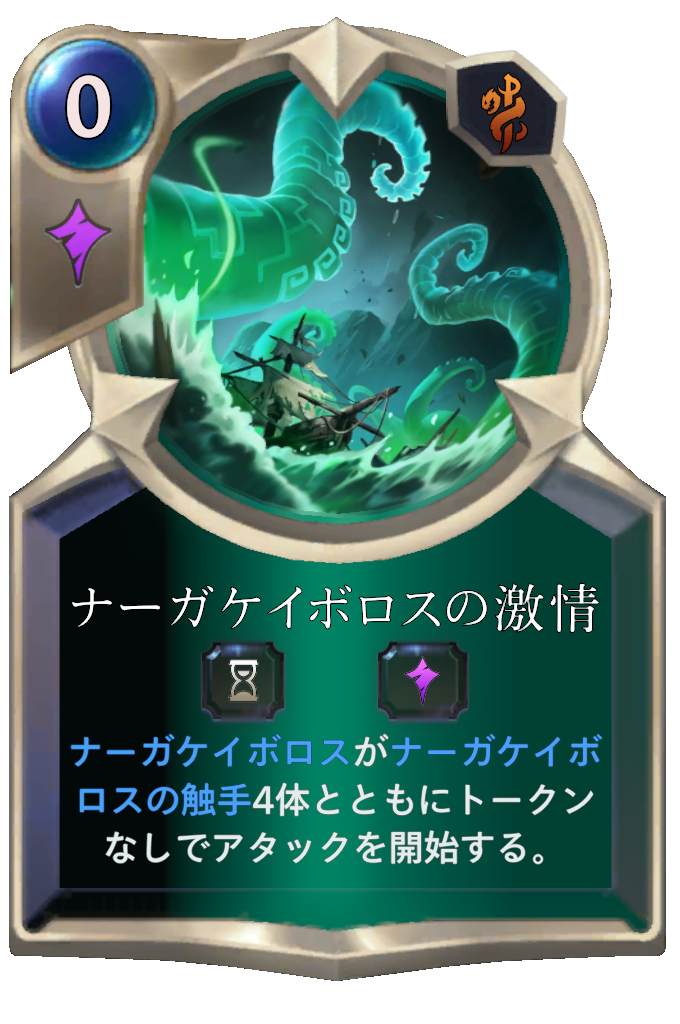 0
ナーガケイボロスの激情
ナーガケイボロスがナーガケイボ
ロスの触手4体とともにトークン
なしでアタックを開始する。